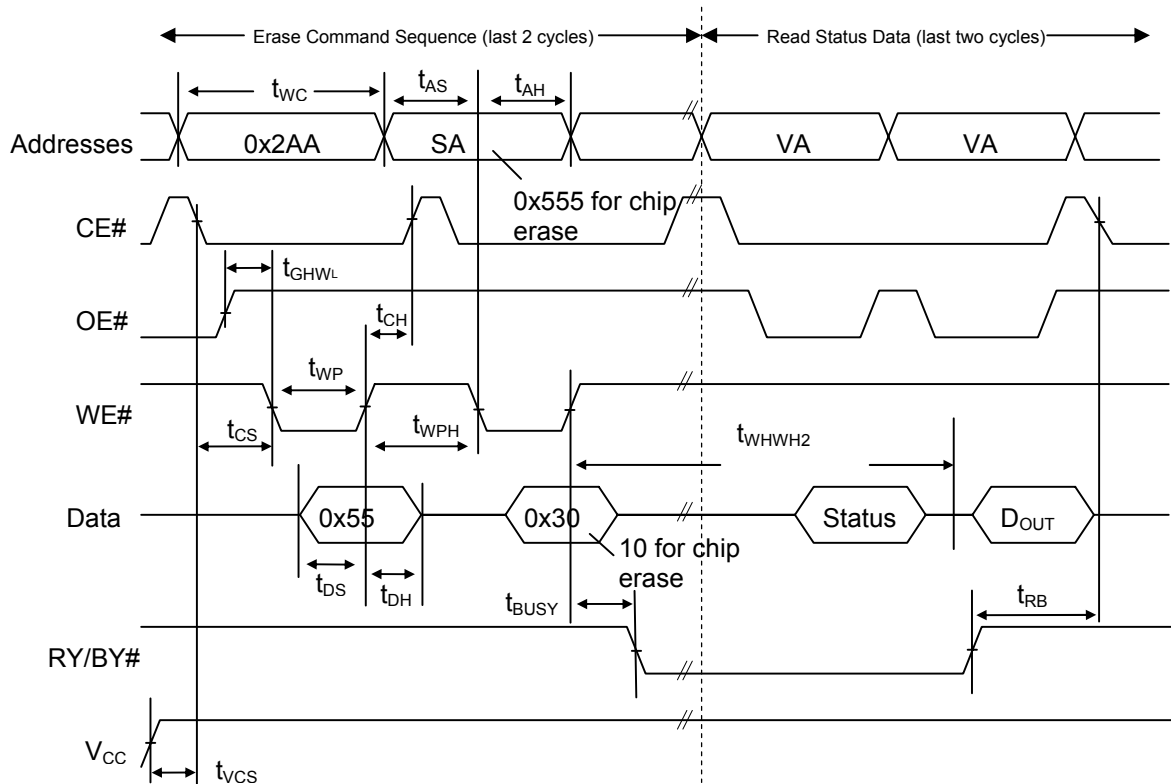 Erase Command Sequence (last 2 cycles) Read Status Data (last two cycles)
tWC tAS tAH
Addresses 0x2AA SA VA VA
0x555 for chip
erase
CE#
tGHWL
OE#
tCH
tWP
WE#
tCS tWPH tWHWH2
Data 0x55 0x30 Status DOUT
10 for chip
erase
tDS tDH
tBUSY tRB
RY/BY#
VCC
tVCS